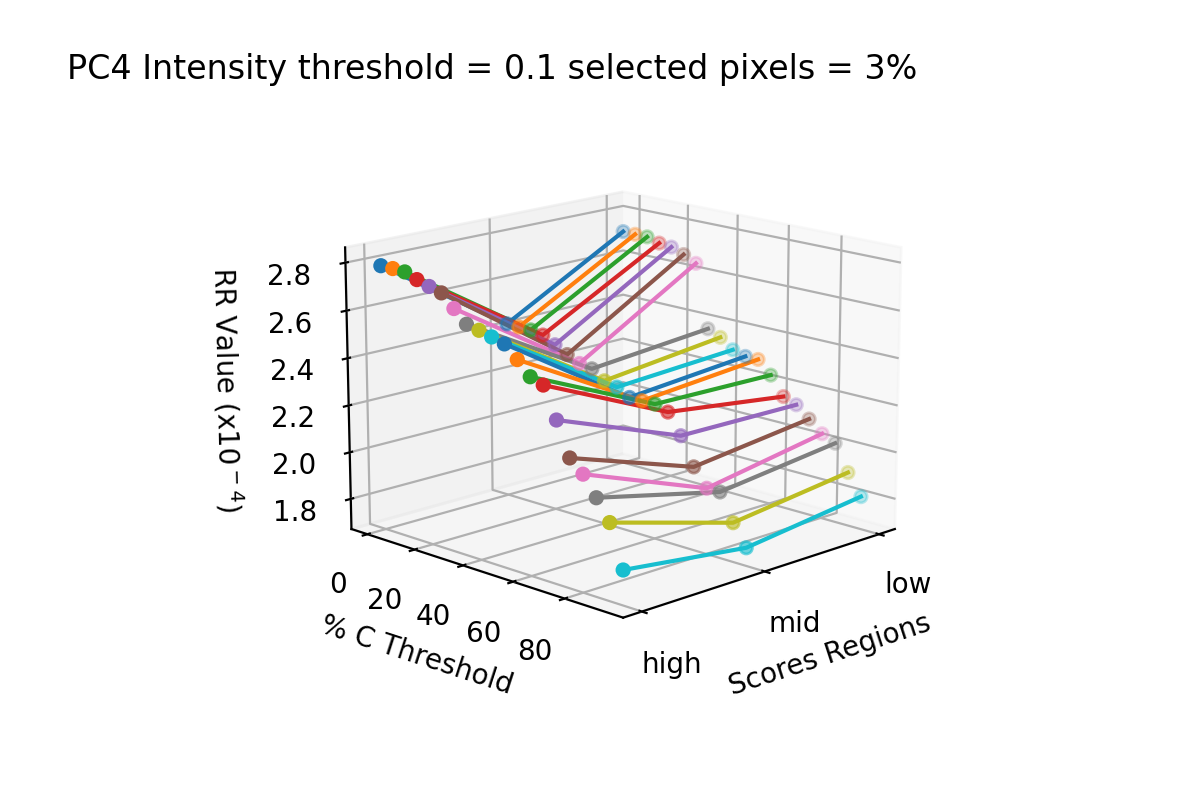 PC4 Intensity threshold = 0.1 selected pixels = 3%
RR Value (x10⁻⁴)
2.8
2.6
2.4
2.2
2.0
1.8
0
20
40
60
80
% C Threshold
high
mid
low
Scores Regions